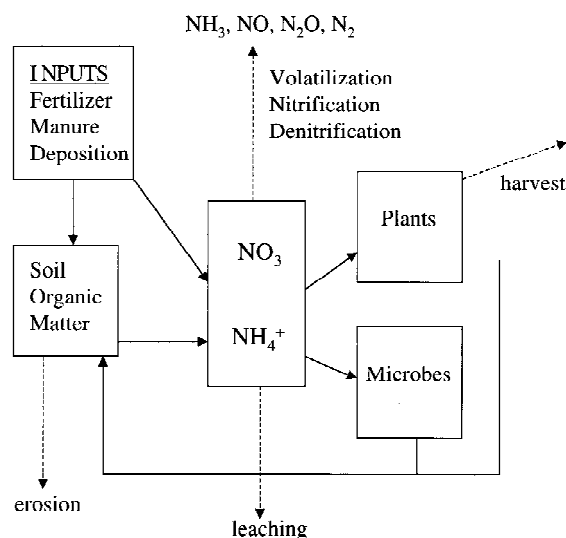 NH₃, NO, N₂O, N₂
INPUTS
Fertilizer
Manure
Deposition
Volatilization
Nitrification
Denitrification
harvest
Plants
NO₃
Soil
Organic
Matter
NH₄⁺
Microbes
erosion
leaching